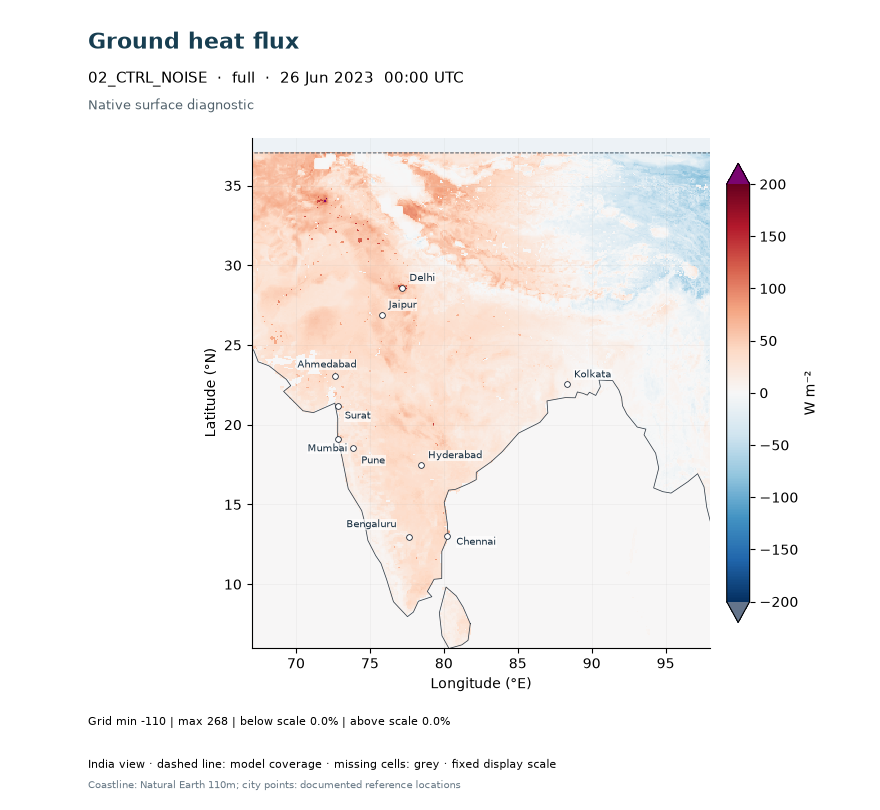 Ground heat flux
02_CTRL_NOISE · full · 26 Jun 2023 00:00 UTC
Native surface diagnostic
35
30
25
20
15
10
Latitude (°N)
70
75
80
85
90
95
Longitude (°E)
Delhi
Jaipur
Ahmedabad
Kolkata
Surat
Mumbai
Pune
Hyderabad
Bengaluru
Chennai
200
150
100
50
0
−50
−100
−150
−200
W m⁻²
Grid min -110 | max 268 | below scale 0.0% | above scale 0.0%
India view · dashed line: model coverage · missing cells: grey · fixed display scale
Coastline: Natural Earth 110m; city points: documented reference locations